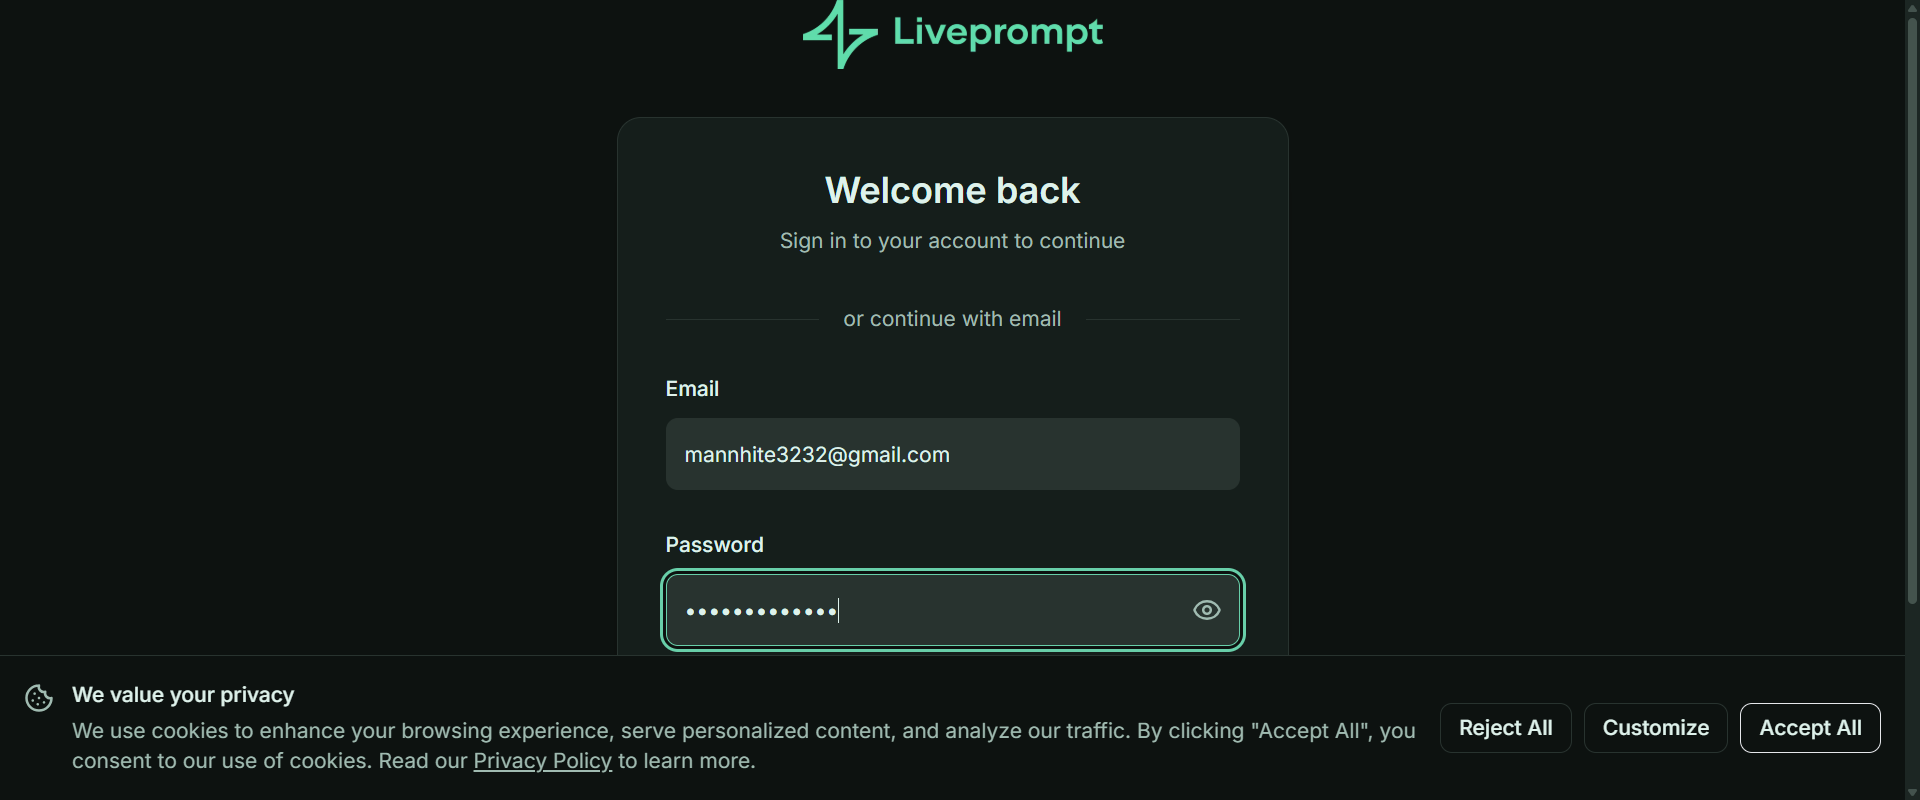 Liveprompt
Welcome back
Sign in to your account to continue
or continue with email
Email
mannhite3232@gmail.com
Password
•••••••••••••
We value your privacy
We use cookies to enhance your browsing experience, serve personalized content, and analyze our traffic. By clicking "Accept All", you
consent to our use of cookies. Read our Privacy Policy to learn more.
Reject All
Customize
Accept All